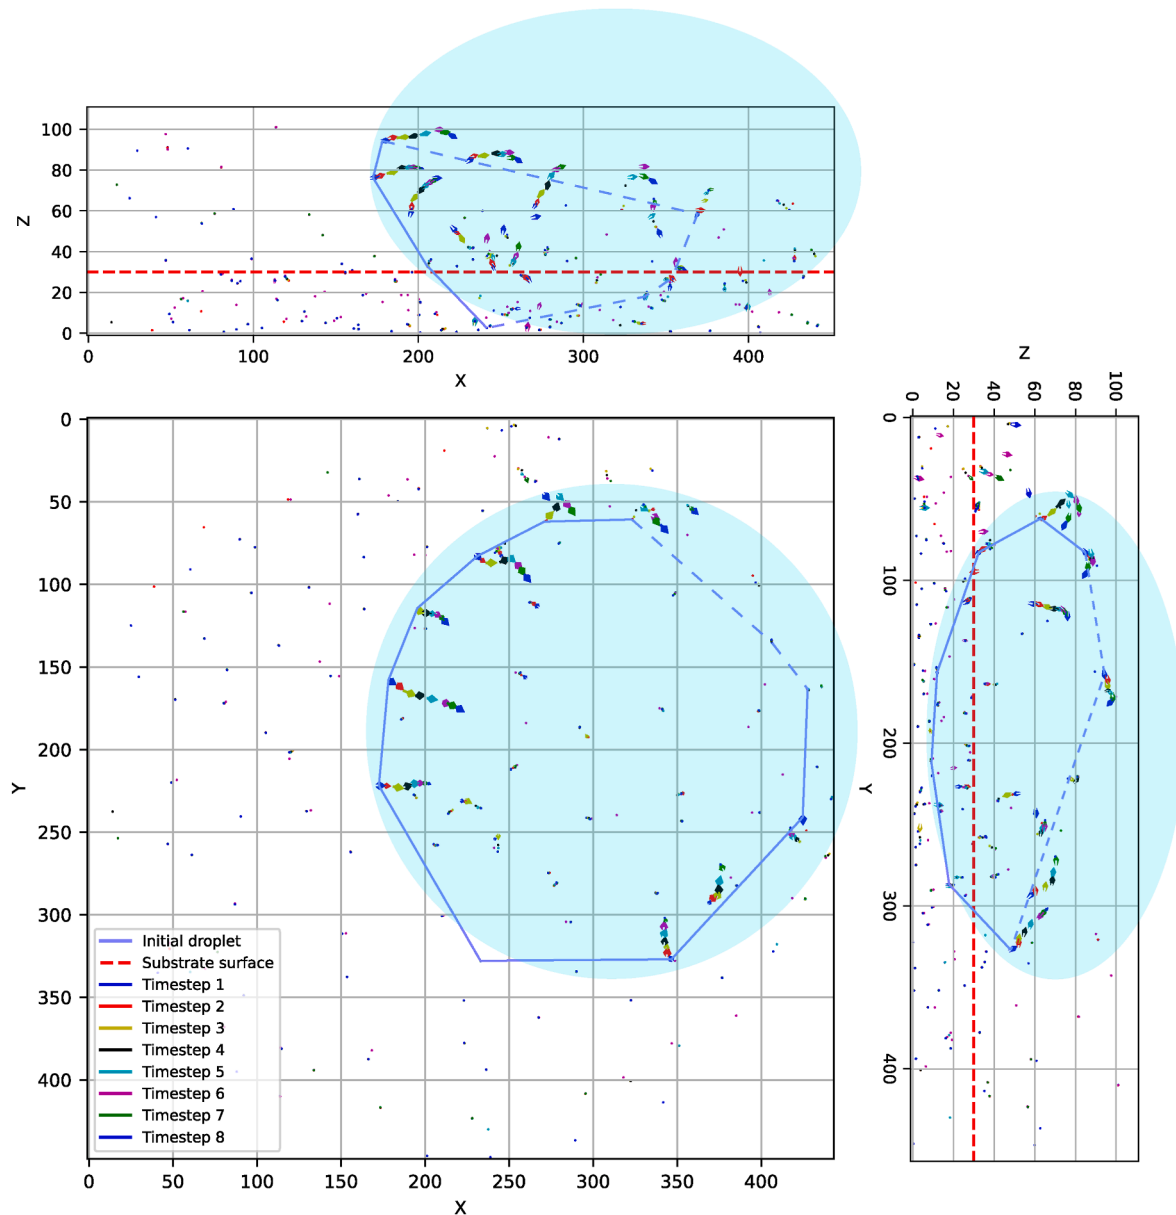 100
80
60
40
20
0
Z
0 100 200 300 400
X
0
50
100
150
200
250
300
350
400
Y
Initial droplet
Substrate surface
Timestep 1
Timestep 2
Timestep 3
Timestep 4
Timestep 5
Timestep 6
Timestep 7
Timestep 8
0 50 100 150 200 250 300 350 400
X
Z
0 20 40 60 80 100
0
100
200
300
400
Y